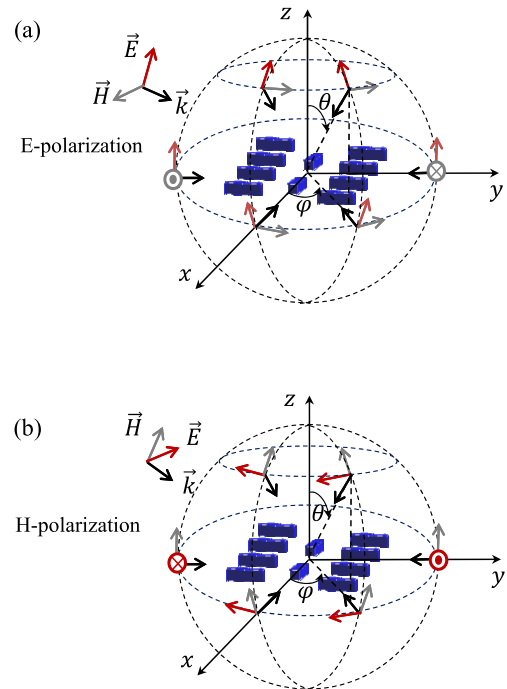 (a)
z
E⃗
H⃗
k⃗
θ
E-polarization
y
φ
x
(b)
z
H⃗
E⃗
k⃗
θ
H-polarization
y
φ
x